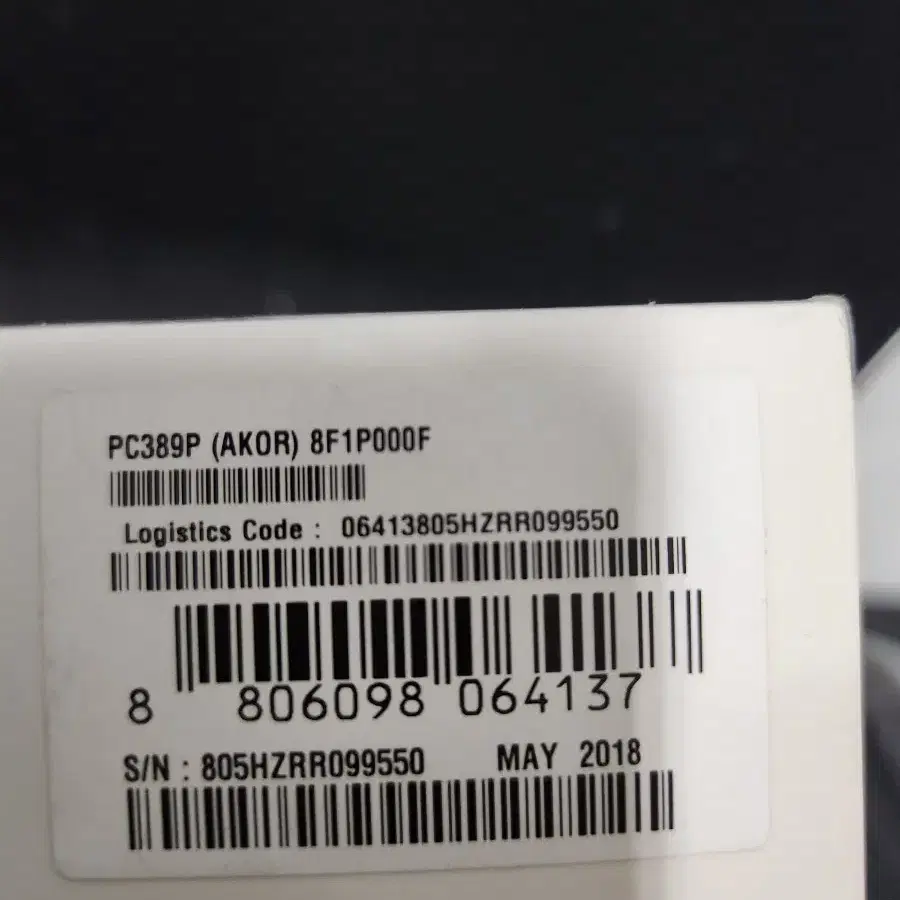 PC389P (AKOR) 8F1P000F
Logistics Code : 06413805HZRR099550
8 806098 064137
S/N : 805HZRR099550 MAY 2018